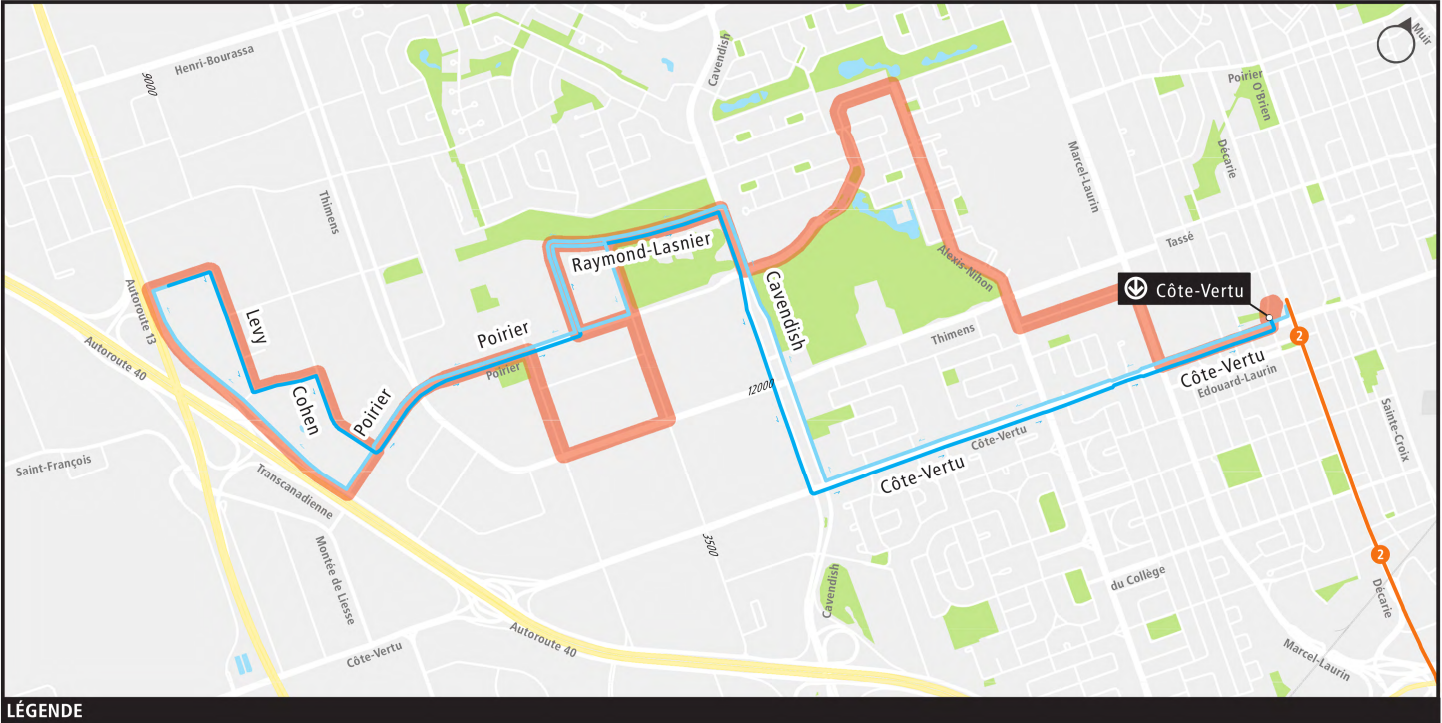 Henri-Bourassa
9000
Cavendish
Muir
Poirier
O'Brien
Décarie
Marcel-Laurin
Thimens
Tassé
Raymond-Lasnier
Alexis-Nihon
Autoroute 13
Côte-Vertu
Cavendish
Levy
Poirier
Thimens
2
Autoroute 40
Poirier
Côte-Vertu
Edouard-Laurin
12000
Cohen
Poirier
Sainte-Croix
Côte-Vertu
Saint-François
Côte-Vertu
Transcanadienne
3500
2
Montée de Liesse
du Collège
Cavendish
Décarie
Autoroute 40
Côte-Vertu
Marcel-Laurin
LÉGENDE